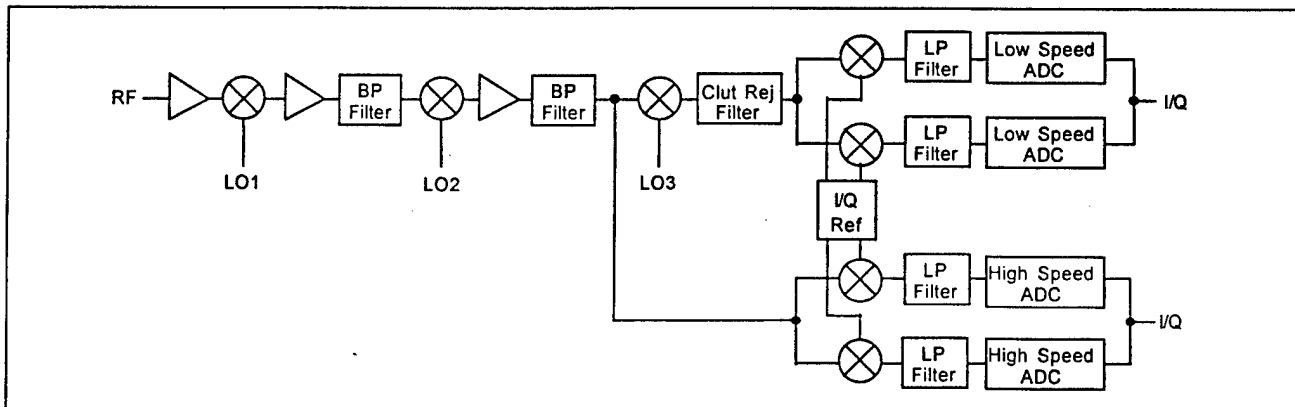 RF
LO1
BP
Filter
LO2
BP
Filter
LO3
Clut Rej
Filter
LP
Filter
Low Speed
ADC
LP
Filter
Low Speed
ADC
I/Q
I/Q
Ref
LP
Filter
High Speed
ADC
LP
Filter
High Speed
ADC
I/Q